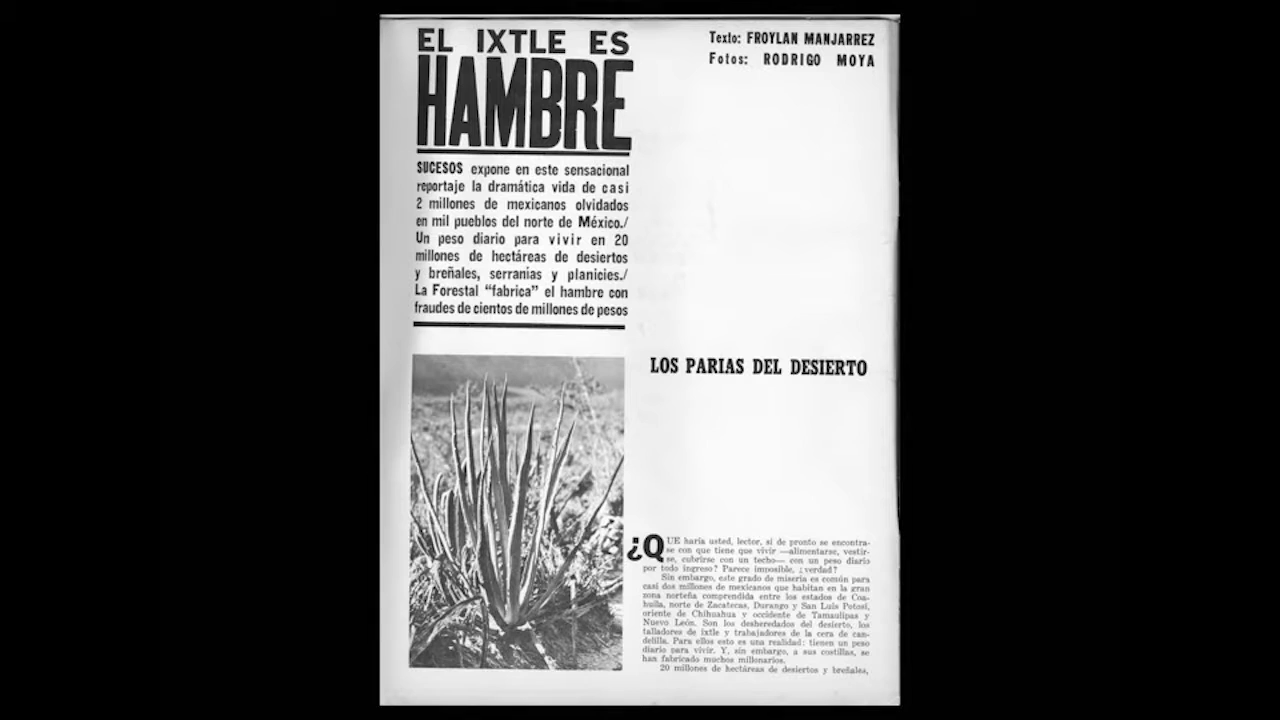 EL IXTLE ES
HAMBRE
SUCESOS expone en este sensacional
reportaje la dramática vida de casi
2 millones de mexicanos olvidados
en mil pueblos del norte de México./
Un peso diario para vivir en 20
millones de hectáreas de desiertos
y breñales, serranías y planicies./
La Forestal “fabrica” el hambre con
fraudes de cientos de millones de pesos
Texto: FROYLAN MANJARREZ
Fotos: RODRIGO MOYA
LOS PARIAS DEL DESIERTO
¿QUE haría usted, lector, si de pronto se encontra-
se con que tiene que vivir —alimentarse, vestir-
se, cubrirse con un techo— con un peso diario
por todo ingreso? Parece imposible, ¿verdad?
Sin embargo, este grado de miseria es común para
casi dos millones de mexicanos que habitan en la gran
zona norteña comprendida entre los estados de Coa-
huila, norte de Zacatecas, Durango y San Luis Potosí,
oriente de Chihuahua y occidente de Tamaulipas y
Nuevo León. Son los desheredados del desierto, los
talladores de ixtle y trabajadores de la cera de can-
delilla. Para ellos esto es una realidad: tienen un peso
diario para vivir. Y, sin embargo, a sus costillas, se
han fabricado muchos millonarios.
20 millones de hectáreas de desiertos y breñales,